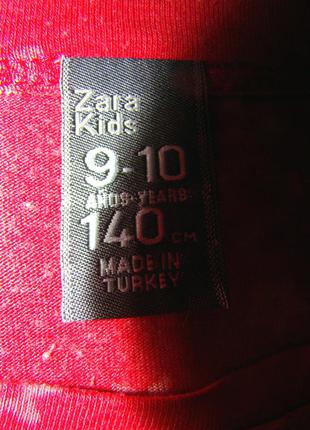 Zara
Kids
9-10
AÑOS-YEARS
140 CM
MADE IN
TURKEY